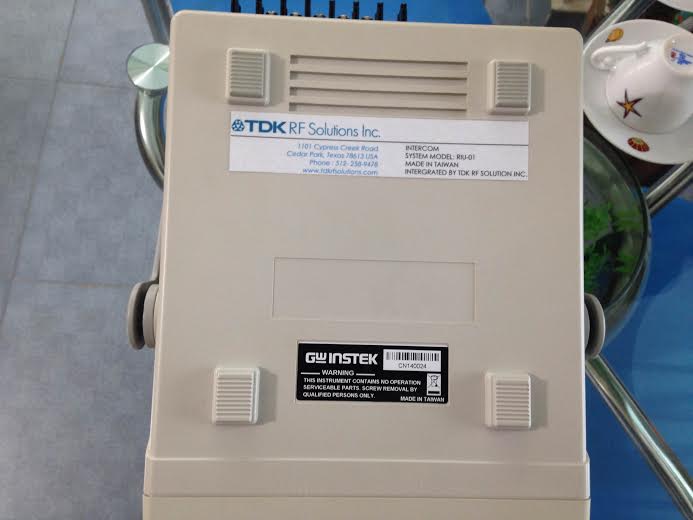 TDK RF Solutions Inc.
1101 Cypress Creek Road
Cedar Park, Texas 78613 USA
Phone : 512- 258-9478
www.tdkrfsolutions.com
INTERCOM
SYSTEM MODEL: RIU-01
MADE IN TAIWAN
INTERGRATED BY TDK RF SOLUTION INC.
GW INSTEK
CN140024
WARNING
THIS INSTRUMENT CONTAINS NO OPERATION
SERVICEABLE PARTS. SCREW REMOVAL BY
QUALIFIED PERSONS ONLY.
MADE IN TAIWAN